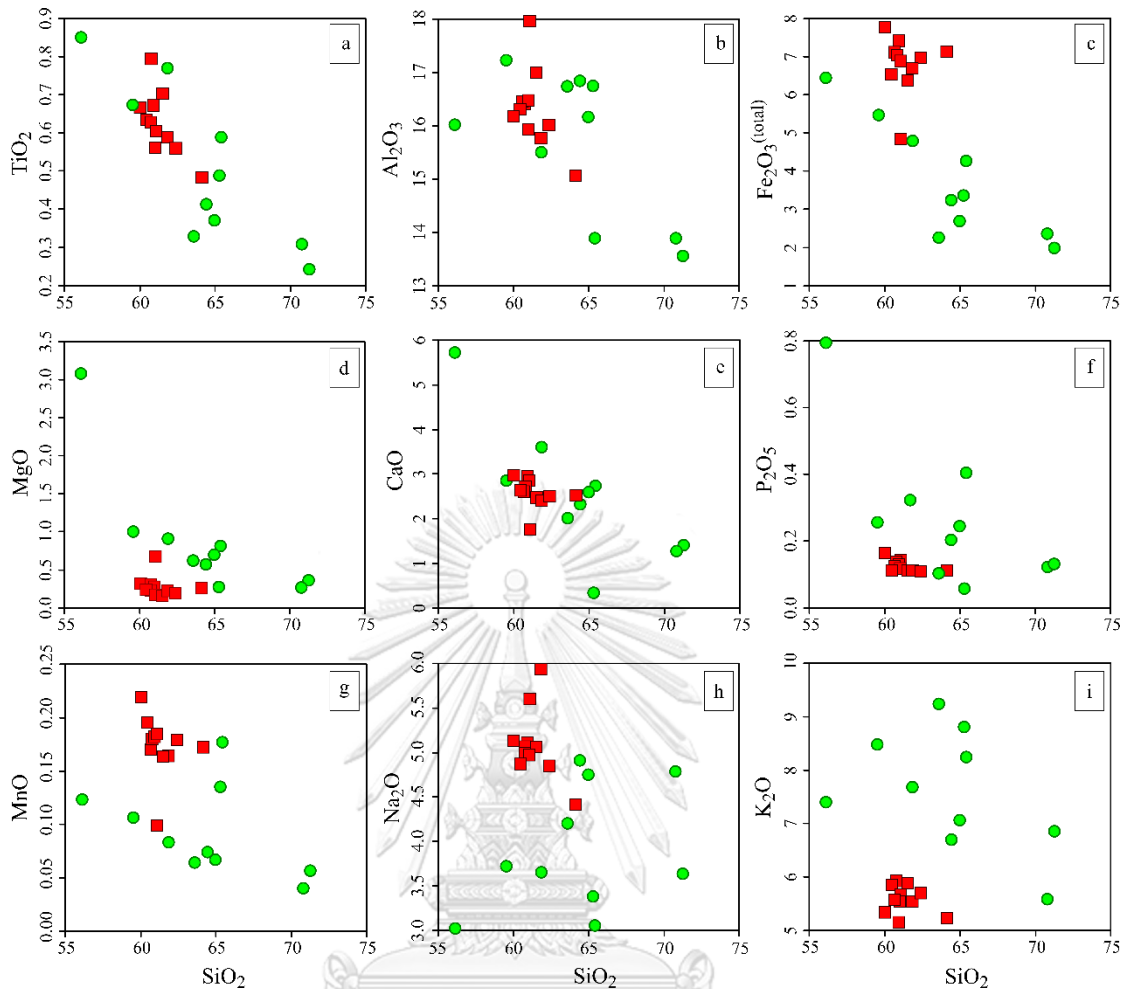 TiO₂
0.9
0.8
0.7
0.6
0.5
0.4
0.3
0.2
a
55 60 65 70 75
Al₂O₃
18
17
16
15
14
13
b
55 60 65 70 75
Fe₂O₃(total)
8
7
6
5
4
3
2
1
c
55 60 65 70 75
MgO
3.5
3.0
2.5
2.0
1.5
1.0
0.5
0.0
d
55 60 65 70 75
CaO
6
5
4
3
2
1
0
e
55 60 65 70 75
P₂O₅
0.8
0.6
0.4
0.2
0.0
f
55 60 65 70 75
MnO
0.25
0.20
0.15
0.10
0.05
0.00
g
55 60 65 70 75
SiO₂
Na₂O
6.0
5.5
5.0
4.5
4.0
3.5
3.0
h
55 60 65 70 75
SiO₂
K₂O
10
9
8
7
6
5
i
55 60 65 70 75
SiO₂